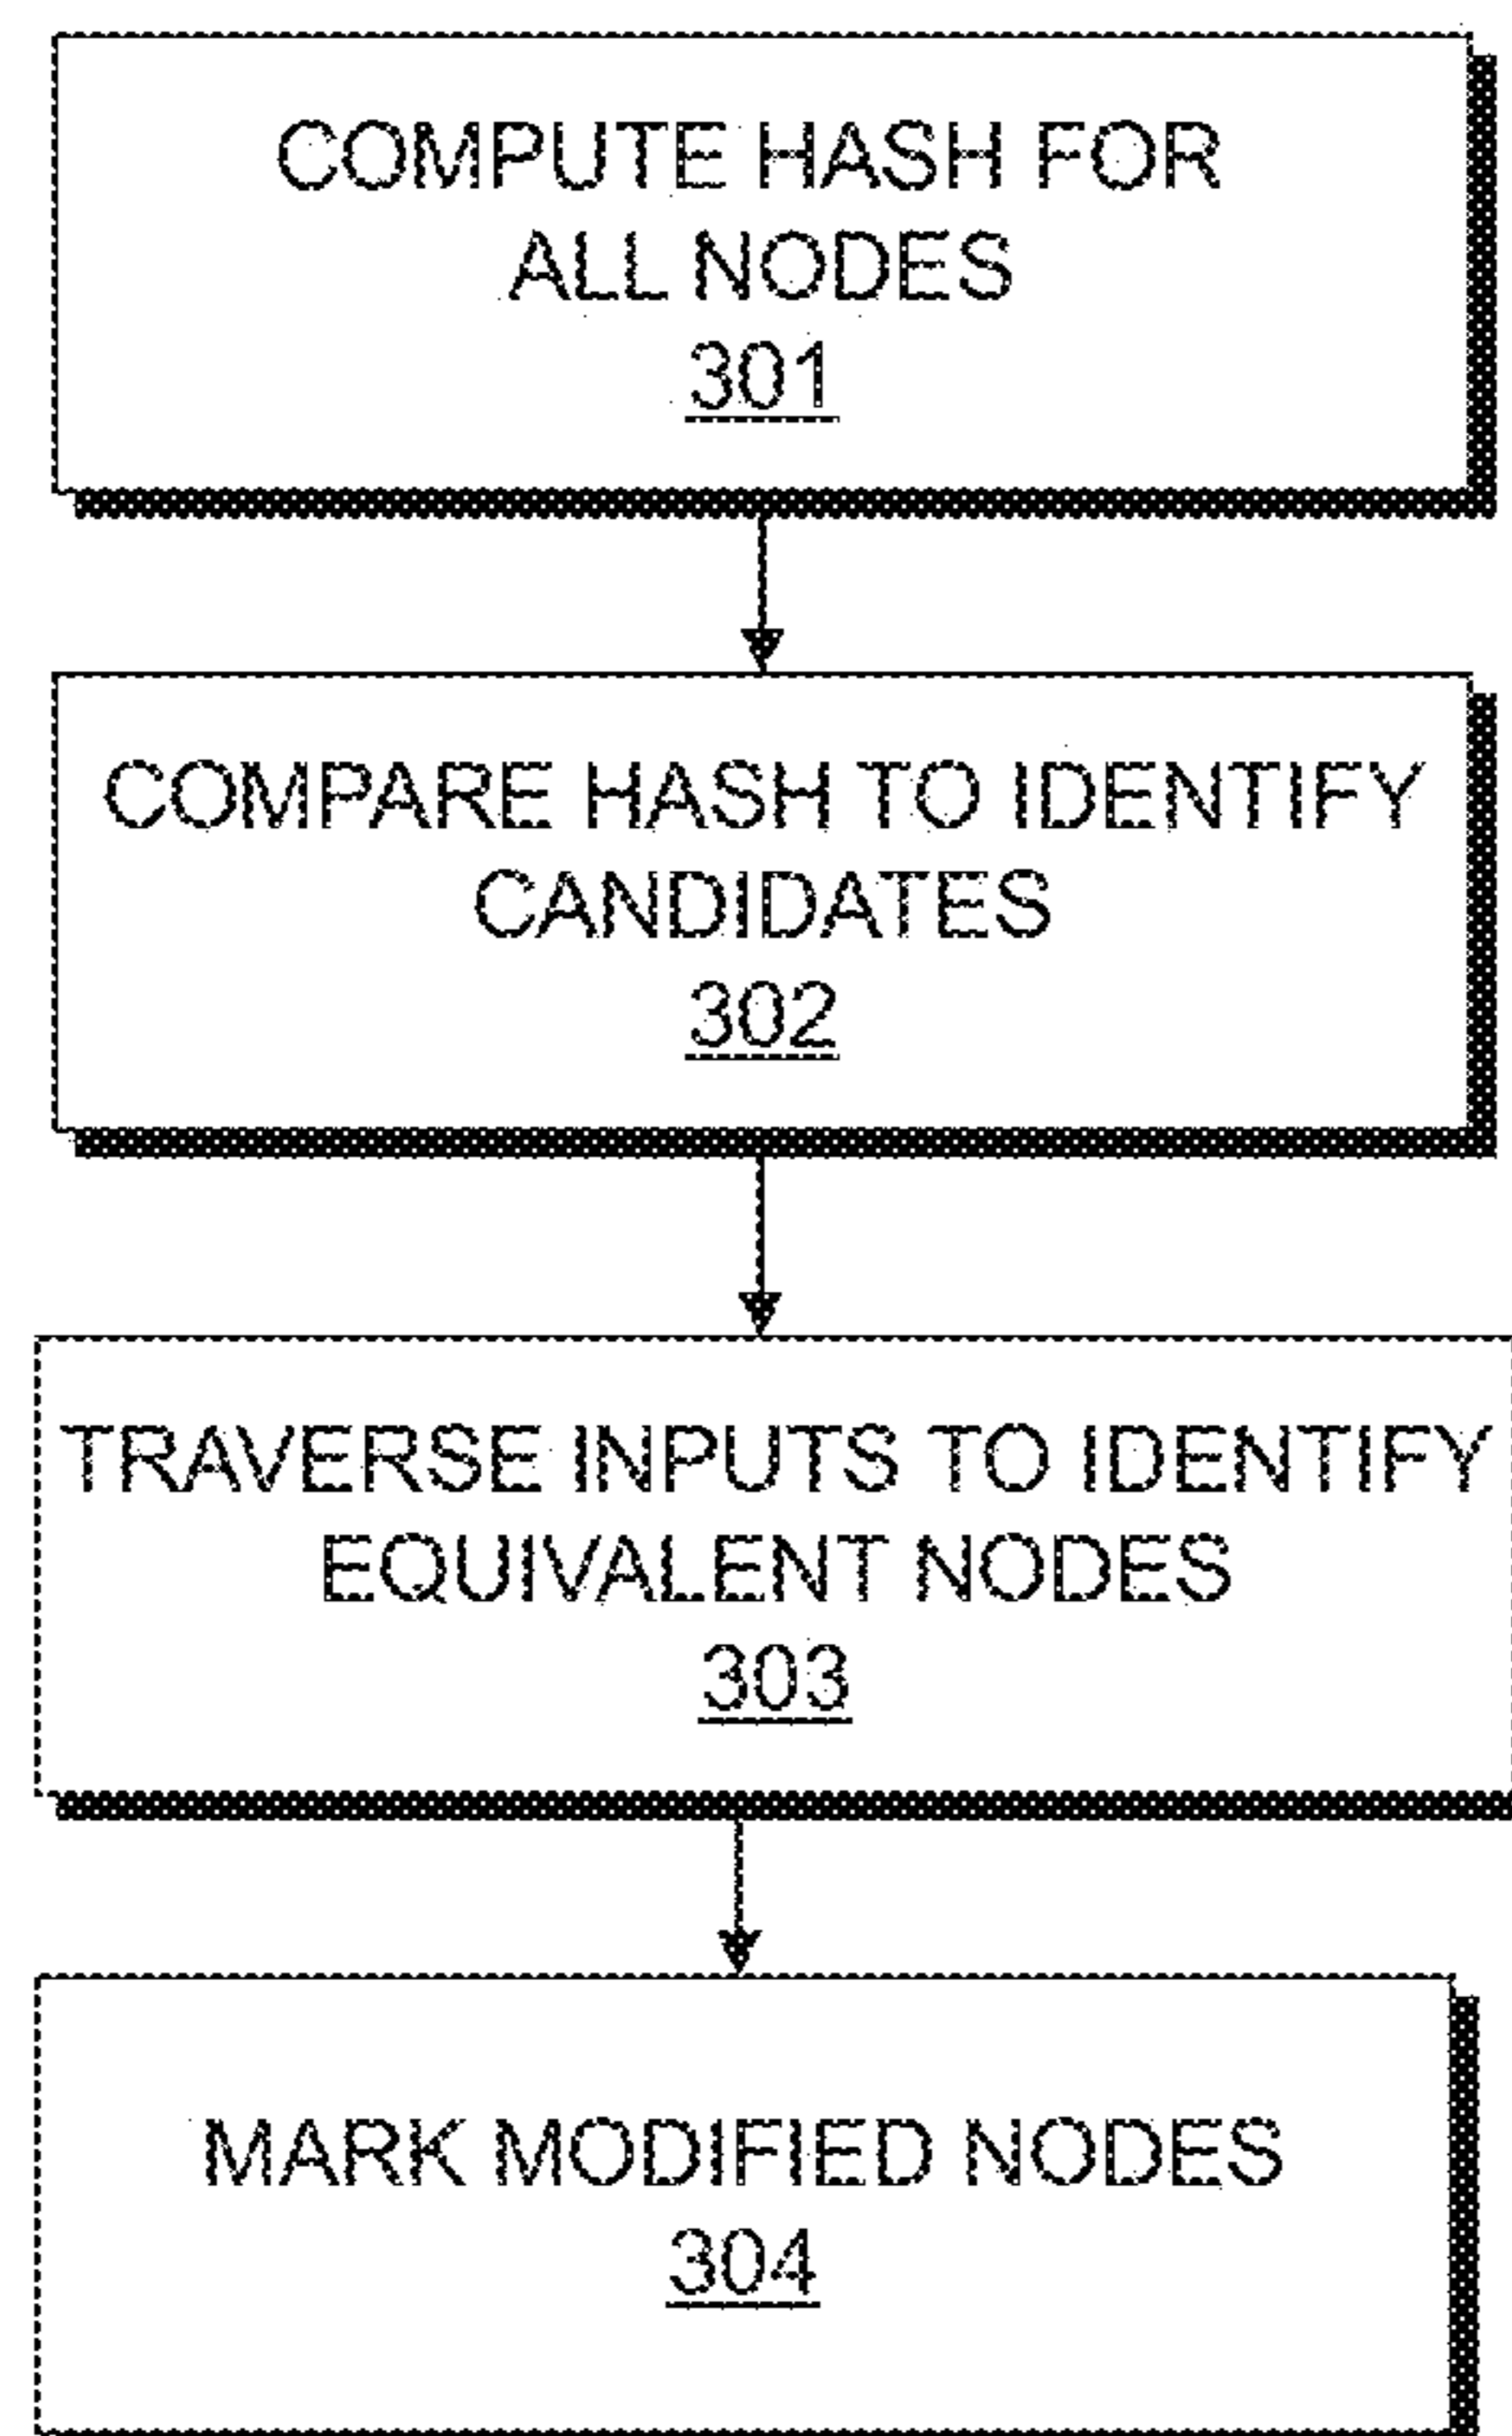 COMPUTE HASH FOR
ALL NODES
301
COMPARE HASH TO IDENTIFY
CANDIDATES
302
TRAVERSE INPUTS TO IDENTIFY
EQUIVALENT NODES
303
MARK MODIFIED NODES
304